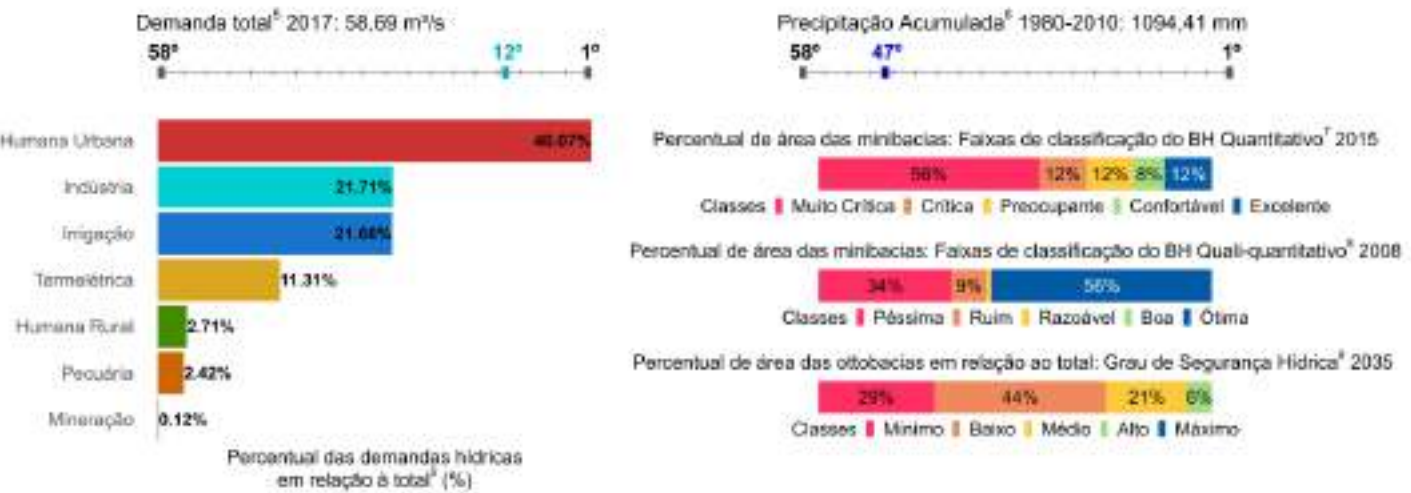 Demanda total⁵ 2017: 58,69 m³/s
58º 12º 1º
Humana Urbana 40.07%
Indústria 21.71%
Irrigação 21.66%
Termelétrica 11.31%
Humana Rural 2.71%
Pecuária 2.42%
Mineração 0.12%
Percentual das demandas hídricas
em relação à total⁵ (%)
Precipitação Acumulada⁶ 1980-2010: 1094,41 mm
58º 47º 1º
Percentual de área das minibacias: Faixas de classificação do BH Quantitativo⁷ 2015
56% 12% 12% 8% 12%
Classes Muito Crítica Crítica Preocupante Confortável Excelente
Percentual de área das minibacias: Faixas de classificação do BH Quali-quantitativo⁸ 2008
34% 9% 56%
Classes Péssima Ruim Razoável Boa Ótima
Percentual de área das ottobacias em relação ao total: Grau de Segurança Hídrica 2035
29% 44% 21% 6%
Classes Mínimo Baixo Médio Alto Máximo